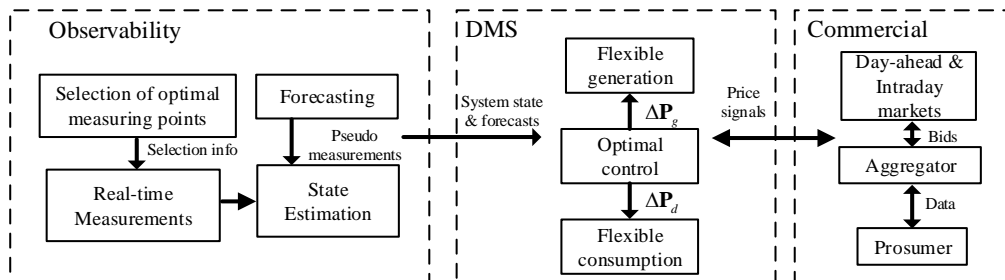 Observability
Selection of optimal
measuring points
Forecasting
Selection info
Pseudo
measurements
Real-time
Measurements
State
Estimation
System state
& forecasts
DMS
Flexible
generation
ΔP_g
Optimal
control
ΔP_d
Flexible
consumption
Price
signals
Commercial
Day-ahead &
Intraday
markets
Bids
Aggregator
Data
Prosumer